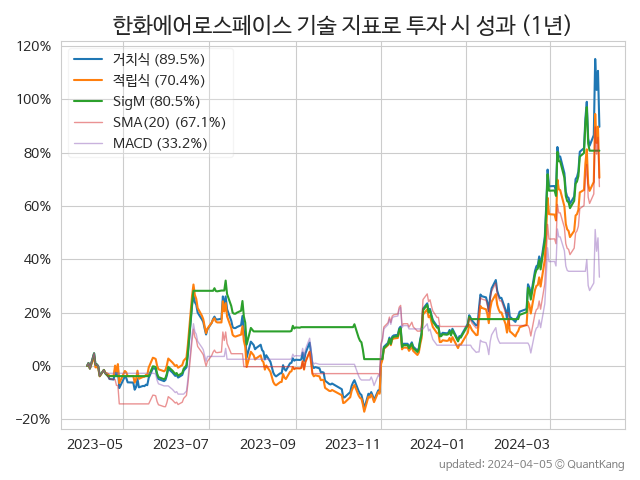 한화에어로스페이스 기술 지표로 투자 시 성과 (1년)
120%
100%
80%
60%
40%
20%
0%
−20%
거치식 (89.5%)
적립식 (70.4%)
SigM (80.5%)
SMA(20) (67.1%)
MACD (33.2%)
2023-05
2023-07
2023-09
2023-11
2024-01
2024-03
updated: 2024-04-05 © QuantKang